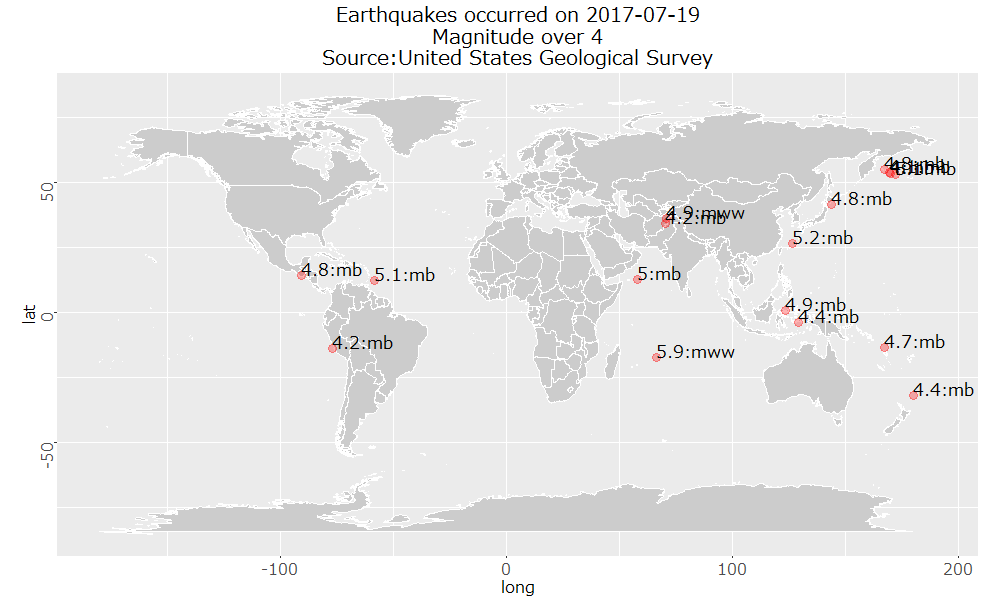 Earthquakes occurred on 2017-07-19
Magnitude over 4
Source:United States Geological Survey
4.8:mb
4.8:mb
4.9:mww
4.2:mb
5.2:mb
4.8:mb
5.1:mb
5:mb
4.9:mb
4.4:mb
4.2:mb
5.9:mww
4.7:mb
4.4:mb
lat
50
0
-50
-100
0
100
200
long